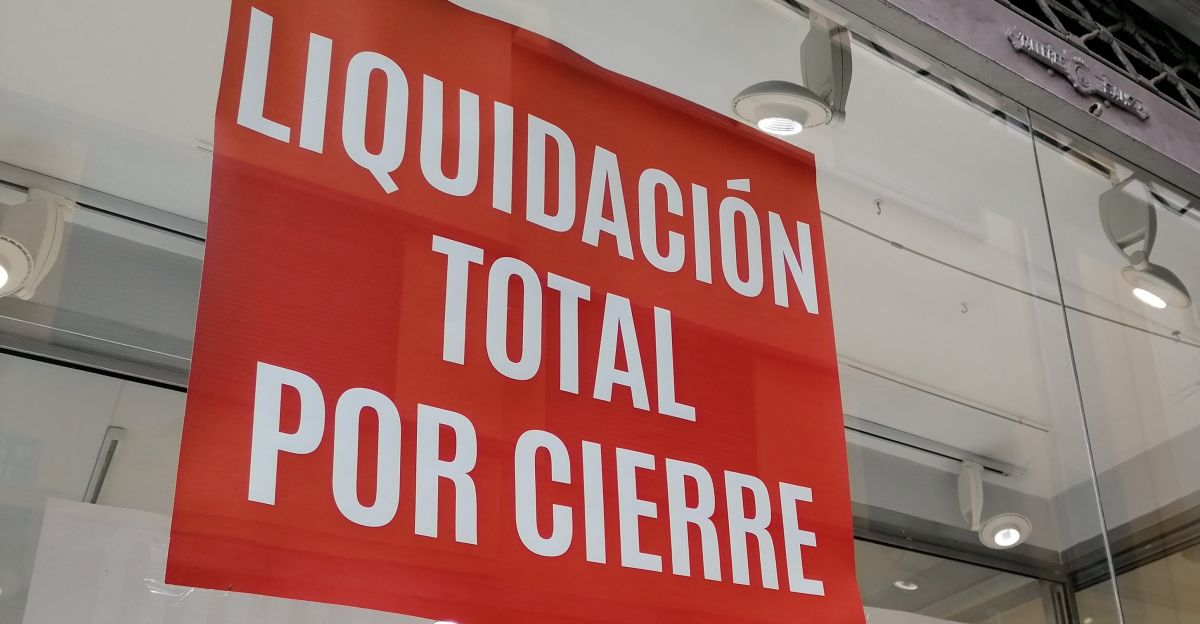 LIQUIDACIÓN
TOTAL
POR CIERRE